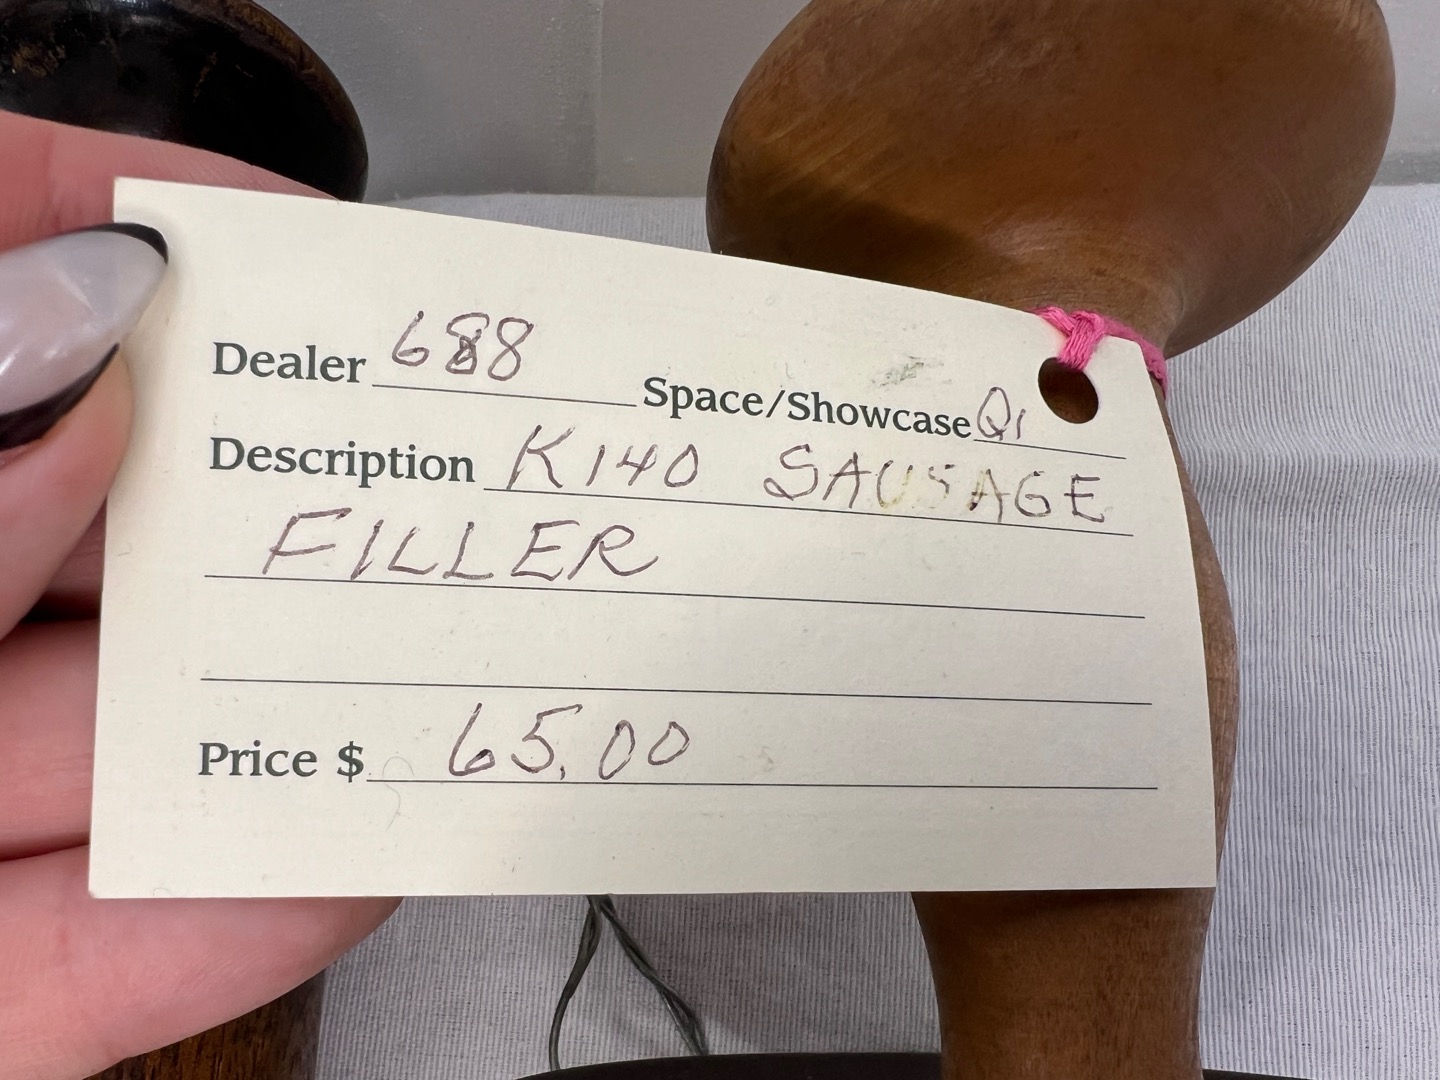 Dealer 688 Space/Showcase Q1
Description K140 SAUSAGE
FILLER
Price $ 65.00